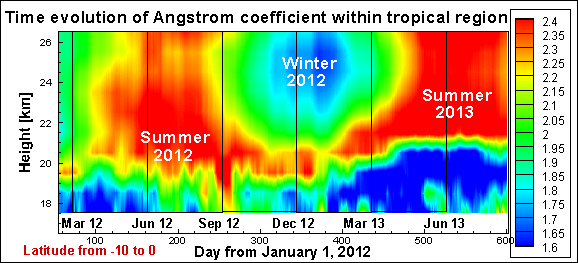 Time evolution of Angstrom coefficient within tropical region
Height [km]
26
24
22
20
18
Winter
2012
Summer
2012
Summer
2013
Mar 12 Jun 12 Sep 12 Dec 12 Mar 13 Jun 13
100 200 300 400 500 600
Latitude from -10 to 0
Day from January 1, 2012
2.4
2.35
2.3
2.25
2.2
2.15
2.1
2.05
2
1.95
1.9
1.85
1.8
1.75
1.7
1.65
1.6